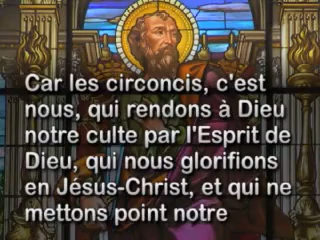 Car les circoncis, c'est
nous, qui rendons à Dieu
notre culte par l'Esprit de
Dieu, qui nous glorifions
en Jésus-Christ, et qui ne
mettons point notre